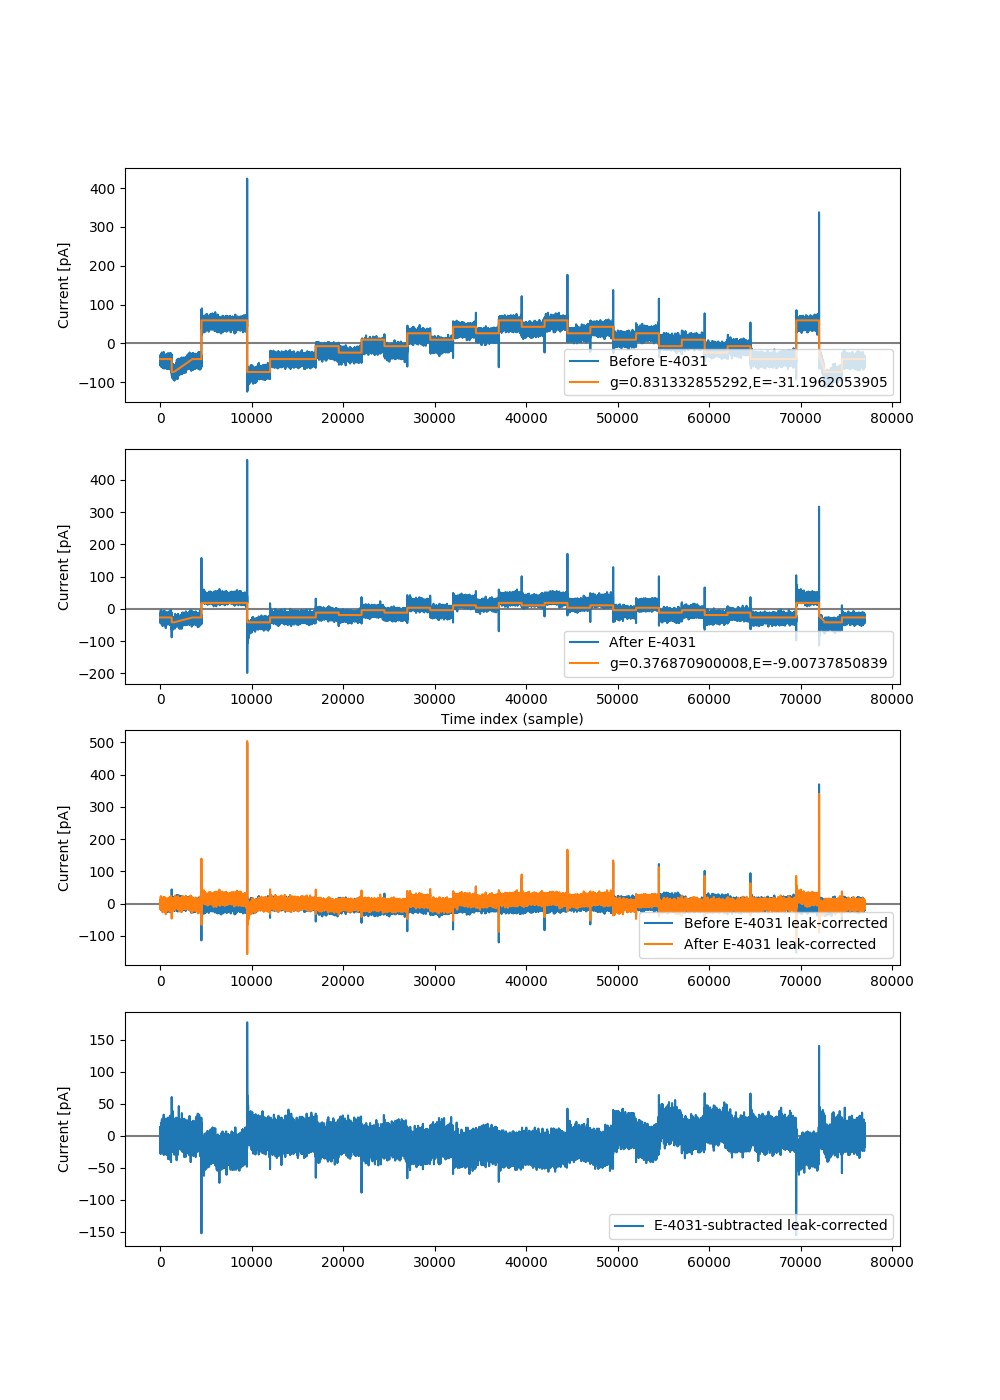 400
300
200
100
0
−100
Current [pA]
Before E-4031
g=0.831332855292,E=-31.1962053905
0 10000 20000 30000 40000 50000 60000 70000 80000
400
300
200
100
0
−100
−200
Current [pA]
After E-4031
g=0.376870900008,E=-9.00737850839
0 10000 20000 30000 40000 50000 60000 70000 80000
Time index (sample)
500
400
300
200
100
0
−100
Current [pA]
Before E-4031 leak-corrected
After E-4031 leak-corrected
0 10000 20000 30000 40000 50000 60000 70000 80000
150
100
50
0
−50
−100
−150
Current [pA]
E-4031-subtracted leak-corrected
0 10000 20000 30000 40000 50000 60000 70000 80000